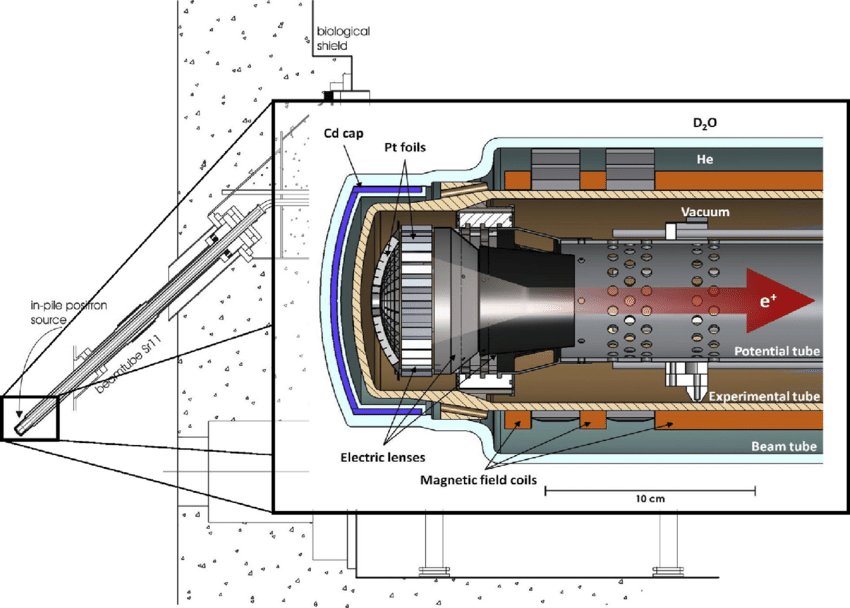 biological
shield
D₂O
Cd cap
Pt foils
He
Vacuum
in-pile positron
source
e⁺
beamtube Sr11
Potential tube
Experimental tube
Electric lenses
Beam tube
Magnetic field coils
10 cm